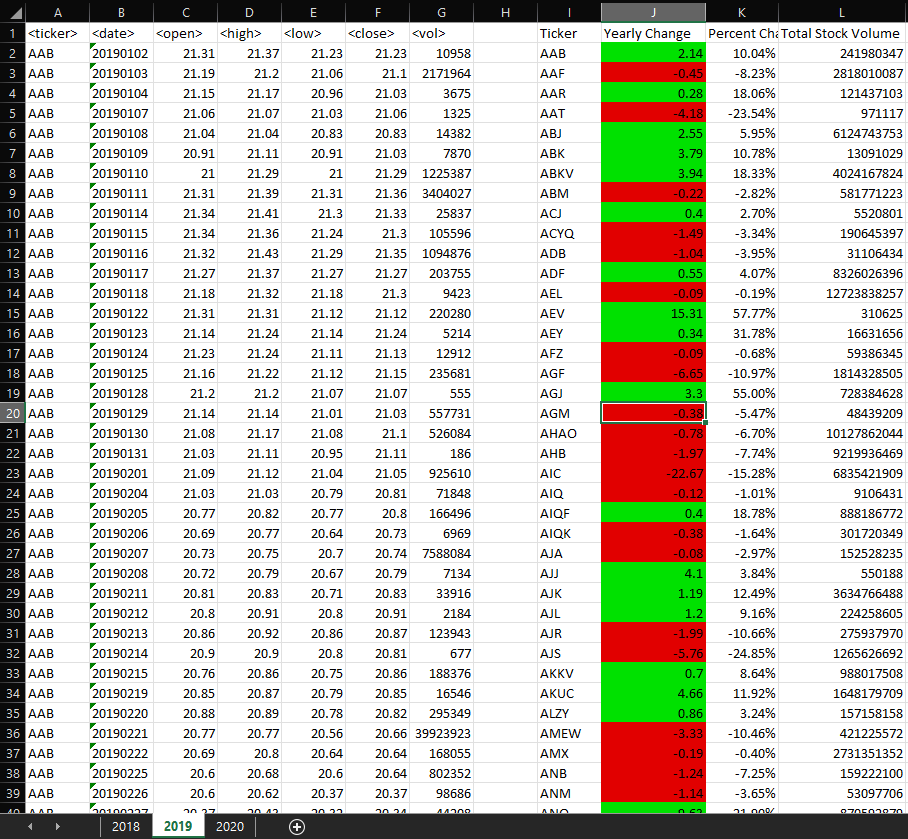 A B C D E F G H I J K L
1 <ticker> <date> <open> <high> <low> <close> <vol> Ticker Yearly Change Percent Cha Total Stock Volume
2 AAB 20190102 21.31 21.37 21.23 21.23 10958 AAB 2.14 10.04% 241980347
3 AAB 20190103 21.19 21.2 21.06 21.1 2171964 AAF -0.45 -8.23% 2818010087
4 AAB 20190104 21.15 21.17 20.96 21.03 3675 AAR 0.28 18.06% 121437103
5 AAB 20190107 21.06 21.07 21.03 21.06 1325 AAT -4.18 -23.54% 971117
6 AAB 20190108 21.04 21.04 20.83 20.83 14382 ABJ 2.55 5.95% 6124743753
7 AAB 20190109 20.91 21.11 20.91 21.03 7870 ABK 3.79 10.78% 13091029
8 AAB 20190110 21 21.29 21 21.29 1225387 ABKV 3.94 18.33% 4024167824
9 AAB 20190111 21.31 21.39 21.31 21.36 3404027 ABM -0.22 -2.82% 581771223
10 AAB 20190114 21.34 21.41 21.3 21.33 25837 ACJ 0.4 2.70% 5520801
11 AAB 20190115 21.34 21.36 21.24 21.3 105596 ACYQ -1.49 -3.34% 190645397
12 AAB 20190116 21.32 21.43 21.29 21.35 1094876 ADB -1.04 -3.95% 31106434
13 AAB 20190117 21.27 21.37 21.27 21.27 203755 ADF 0.55 4.07% 8326026396
14 AAB 20190118 21.18 21.32 21.18 21.3 9423 AEL -0.09 -0.19% 12723838257
15 AAB 20190122 21.31 21.31 21.12 21.12 220280 AEV 15.31 57.77% 310625
16 AAB 20190123 21.14 21.24 21.14 21.24 5214 AEY 0.34 31.78% 16631656
17 AAB 20190124 21.23 21.24 21.11 21.13 12912 AFZ -0.09 -0.68% 59386345
18 AAB 20190125 21.16 21.22 21.12 21.15 235681 AGF -6.65 -10.97% 1814328505
19 AAB 20190128 21.2 21.2 21.07 21.07 555 AGJ 3.3 55.00% 728384628
20 AAB 20190129 21.14 21.14 21.01 21.03 557731 AGM -0.38 -5.47% 48439209
21 AAB 20190130 21.08 21.17 21.08 21.1 526084 AHAO -0.78 -6.70% 10127862044
22 AAB 20190131 21.03 21.11 20.95 21.11 186 AHB -1.97 -7.74% 9219936469
23 AAB 20190201 21.09 21.12 21.04 21.05 925610 AIC -22.67 -15.28% 6835421909
24 AAB 20190204 21.03 21.03 20.79 20.81 71848 AIQ -0.12 -1.01% 9106431
25 AAB 20190205 20.77 20.82 20.77 20.8 166496 AIQF 0.4 18.78% 888186772
26 AAB 20190206 20.69 20.77 20.64 20.73 6969 AIQK -0.38 -1.64% 301720349
27 AAB 20190207 20.73 20.75 20.7 20.74 7588084 AJA -0.08 -2.97% 152528235
28 AAB 20190208 20.72 20.79 20.67 20.79 7134 AJJ 4.1 3.84% 550188
29 AAB 20190211 20.81 20.83 20.71 20.83 33916 AJK 1.19 12.49% 3634766488
30 AAB 20190212 20.8 20.91 20.8 20.91 2184 AJL 1.2 9.16% 224258605
31 AAB 20190213 20.86 20.92 20.86 20.87 123943 AJR -1.99 -10.66% 275937970
32 AAB 20190214 20.9 20.9 20.8 20.81 677 AJS -5.76 -24.85% 1265626692
33 AAB 20190215 20.76 20.86 20.75 20.86 188376 AKKV 0.7 8.64% 988017508
34 AAB 20190219 20.85 20.87 20.79 20.85 16546 AKUC 4.66 11.92% 1648179709
35 AAB 20190220 20.88 20.89 20.78 20.82 295349 ALZY 0.86 3.24% 157158158
36 AAB 20190221 20.77 20.77 20.56 20.66 39923923 AMEW -3.33 -10.46% 421225572
37 AAB 20190222 20.69 20.8 20.64 20.64 168055 AMX -0.19 -0.40% 2731351352
38 AAB 20190225 20.6 20.68 20.6 20.64 802352 ANB -1.24 -7.25% 159222100
39 AAB 20190226 20.6 20.62 20.37 20.37 98686 ANM -1.14 -3.65% 53097706
40 AAB 20190227
2018 2019 2020